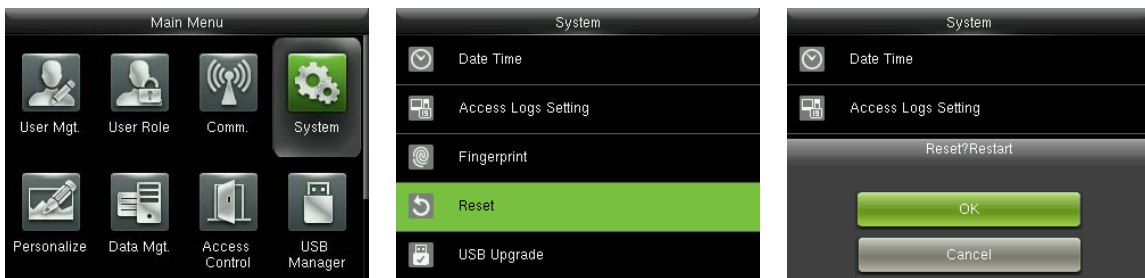 Main Menu
User Mgt.
User Role
Comm.
System
Personalize
Data Mgt.
Access
Control
USB
Manager
System
Date Time
Access Logs Setting
Fingerprint
Reset
USB Upgrade
System
Date Time
Access Logs Setting
Reset?Restart
OK
Cancel